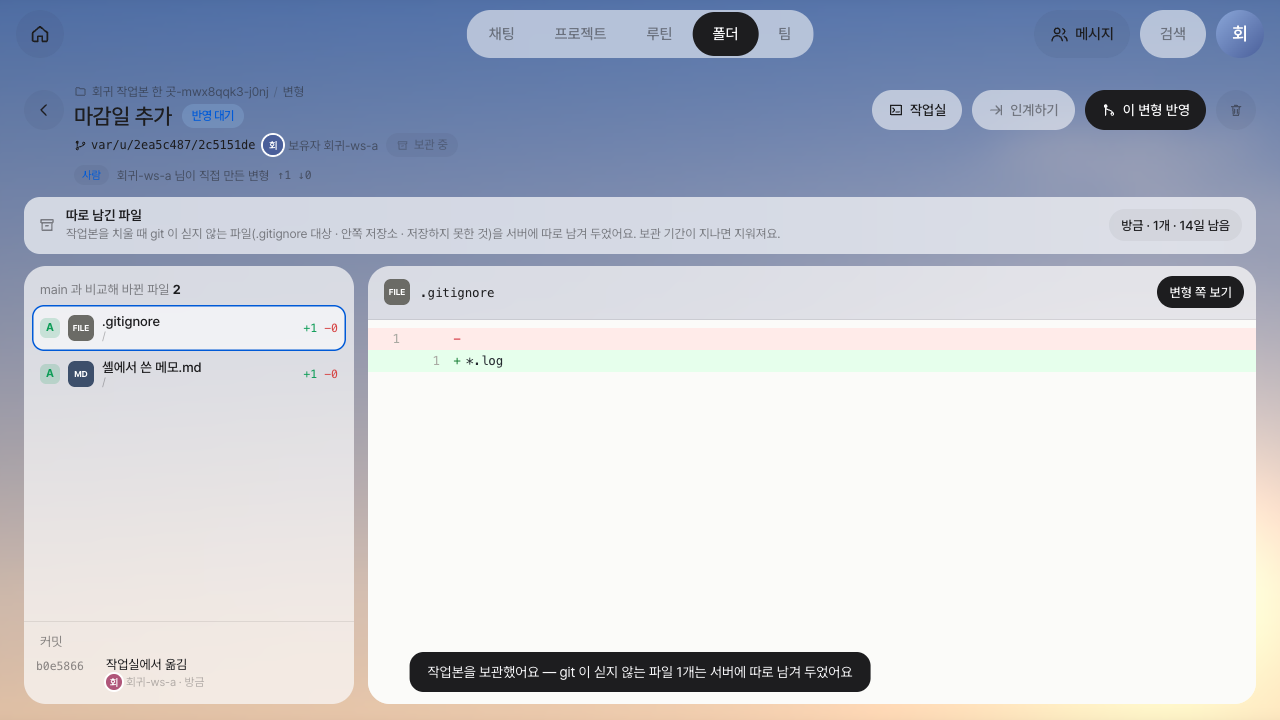 채팅 프로젝트 루틴 폴더 팀 메시지 검색 회
회귀 작업본 한 곳-mwx8qqk3-j0nj / 변형
마감일 추가 반영 대기
작업실 인계하기 이 변형 반영
var/u/2ea5c487/2c5151de 회 보유자 회귀-ws-a 보관 중
사람 회귀-ws-a 님이 직접 만든 변형 ↑1 ↓0
따로 남긴 파일
작업본을 치울 때 git 이 싣지 않는 파일(.gitignore 대상 · 안쪽 저장소 · 저장하지 못한 것)을 서버에 따로 남겨 두었어요. 보관 기간이 지나면 지워져요.
방금 · 1개 · 14일 남음
main 과 비교해 바뀐 파일 2
A FILE .gitignore +1 −0
/
A MD 셸에서 쓴 메모.md +1 −0
/
커밋
b0e5866 작업실에서 옮김
회 회귀-ws-a · 방금
FILE .gitignore 변형 쪽 보기
1 −
1 + *.log
작업본을 보관했어요 — git 이 싣지 않는 파일 1개는 서버에 따로 남겨 두었어요